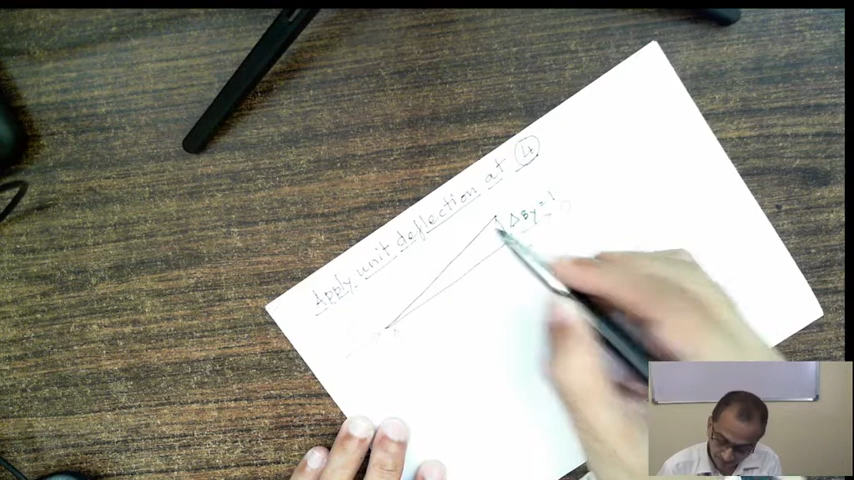 Apply unit deflection at 4
ΔBy = 1